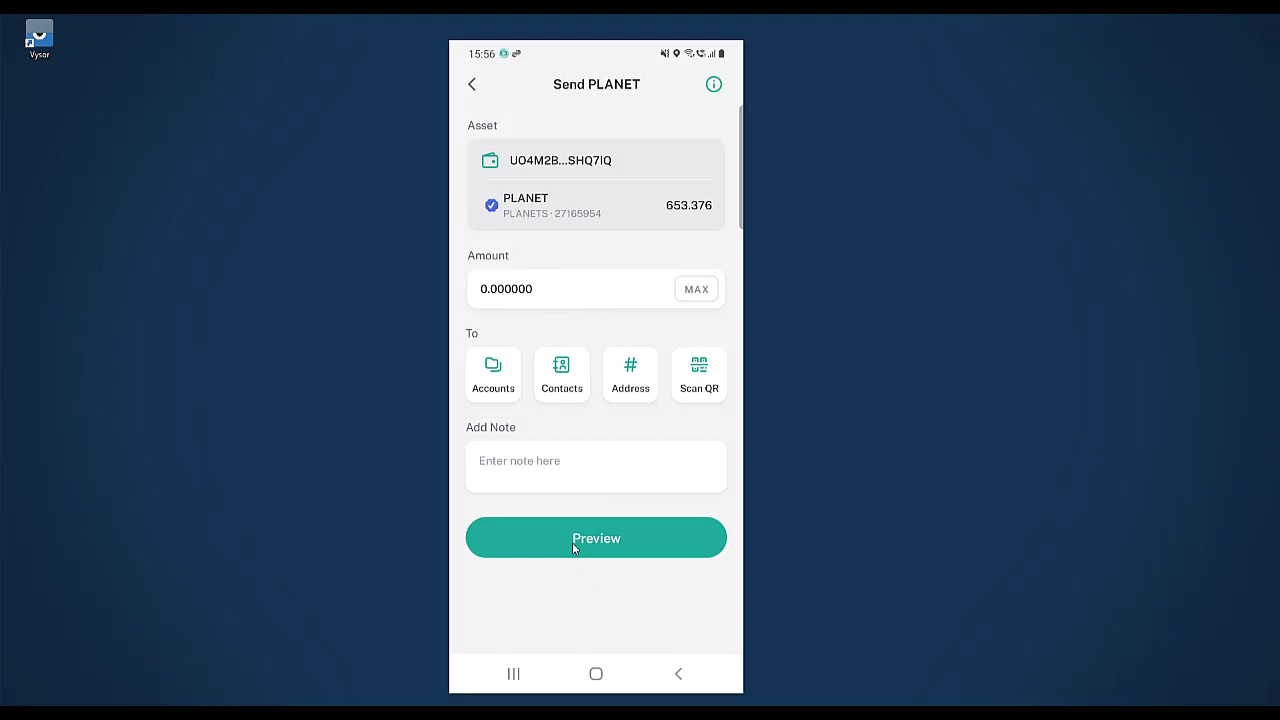 Vysor
15:56
Send PLANET
Asset
UO4M2B...SHQ7IQ
PLANET
PLANETS · 27165954
653.376
Amount
0.000000
MAX
To
Accounts
Contacts
Address
Scan QR
Add Note
Enter note here
Preview